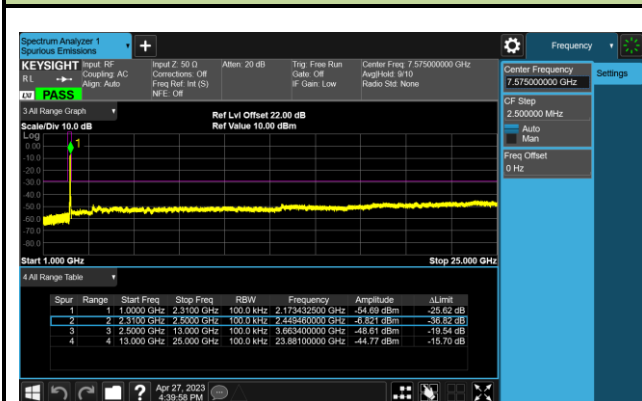 Spectrum Analyzer 1
Spurious Emissions
Frequency
KEYSIGHT
Input: RF
Coupling: AC
Align: Auto
Input Z: 50 Ω
Corrections: Off
Freq Ref: Int (S)
NFE: Off
Atten: 20 dB
Trig: Free Run
Gate: Off
IF Gain: Low
Center Freq: 7.575000000 GHz
Avg|Hold: 9/10
Radio Std: None
R L
LXI
PASS
Center Frequency
7.575000000 GHz
Settings
CF Step
2.500000 MHz
Auto
Man
Freq Offset
0 Hz
3 All Range Graph
Scale/Div 10.0 dB
Ref Lvl Offset 22.00 dB
Ref Value 10.00 dBm
Log
1
0.00
-10.0
-20.0
-30.0
-40.0
-50.0
-60.0
-70.0
-80.0
Start 1.000 GHz
Stop 25.000 GHz
4 All Range Table
Spur Range Start Freq Stop Freq RBW Frequency Amplitude ΔLimit
1 1 1.0000 GHz 2.3100 GHz 100.0 kHz 2.173432500 GHz -54.69 dBm -25.62 dB
2 2 2.3100 GHz 2.5000 GHz 100.0 kHz 2.449460000 GHz -6.821 dBm -36.82 dB
3 3 2.5000 GHz 13.000 GHz 100.0 kHz 3.663400000 GHz -48.61 dBm -19.54 dB
4 4 13.000 GHz 25.000 GHz 100.0 kHz 23.88100000 GHz -44.77 dBm -15.70 dB
?
Apr 27, 2023
4:39:58 PM